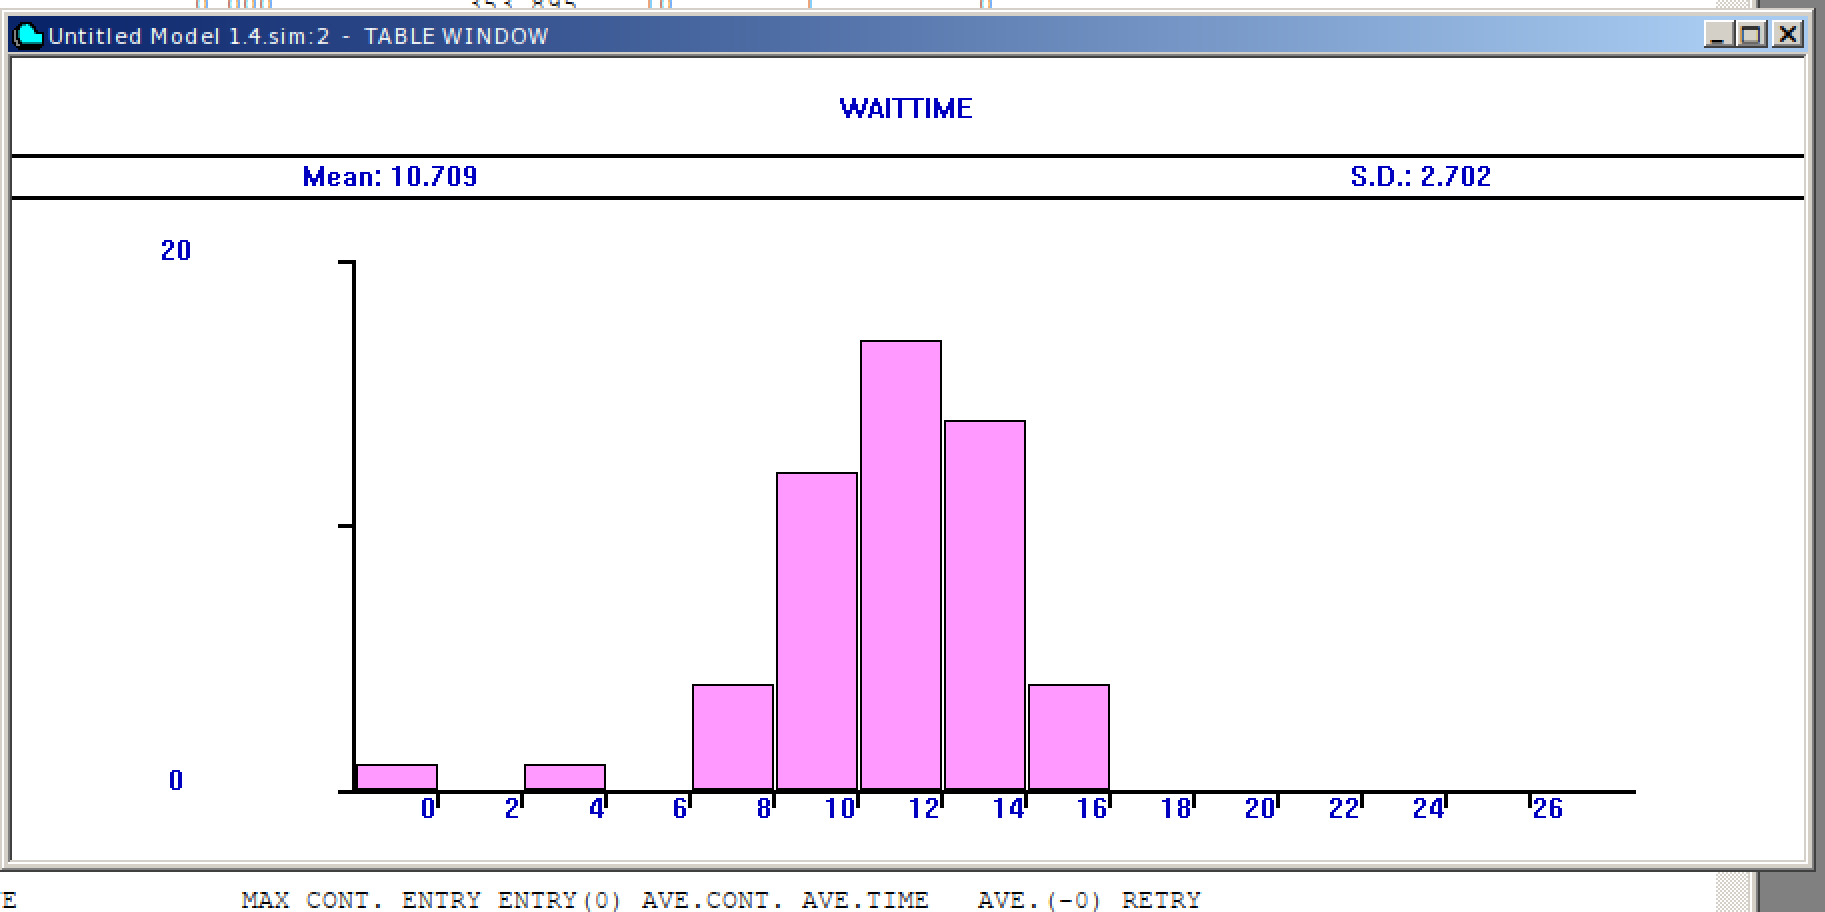 Untitled Model 1.4.sim:2 - TABLE WINDOW
WAITTIME
Mean: 10.709 S.D.: 2.702
20
0
0 2 4 6 8 10 12 14 16 18 20 22 24 26
E MAX CONT. ENTRY ENTRY(0) AVE.CONT. AVE.TIME AVE.(-0) RETRY